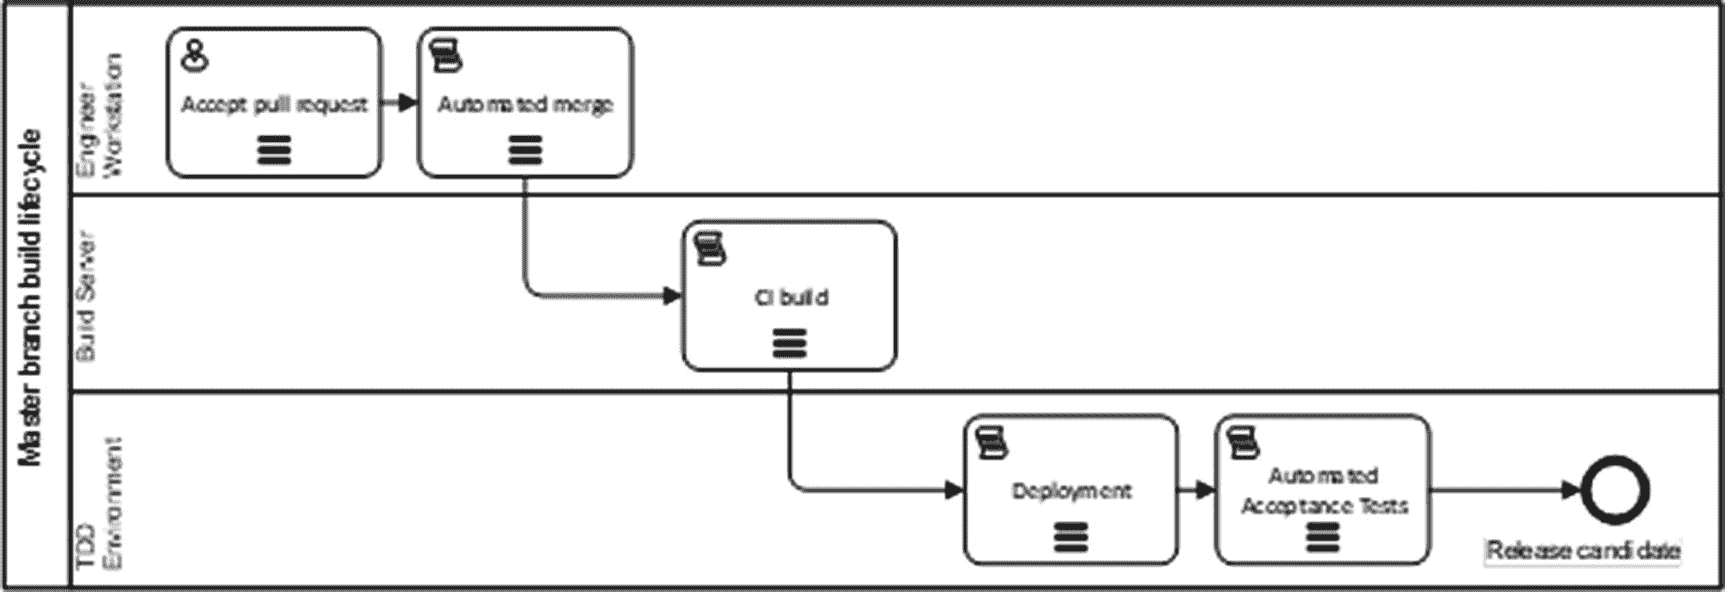 Master branch build lifecycle
Engineer
Workstation
Accept pull request
Automated merge
Build Server
CI build
TDD
Environment
Deployment
Automated
Acceptance Tests
Release candidate